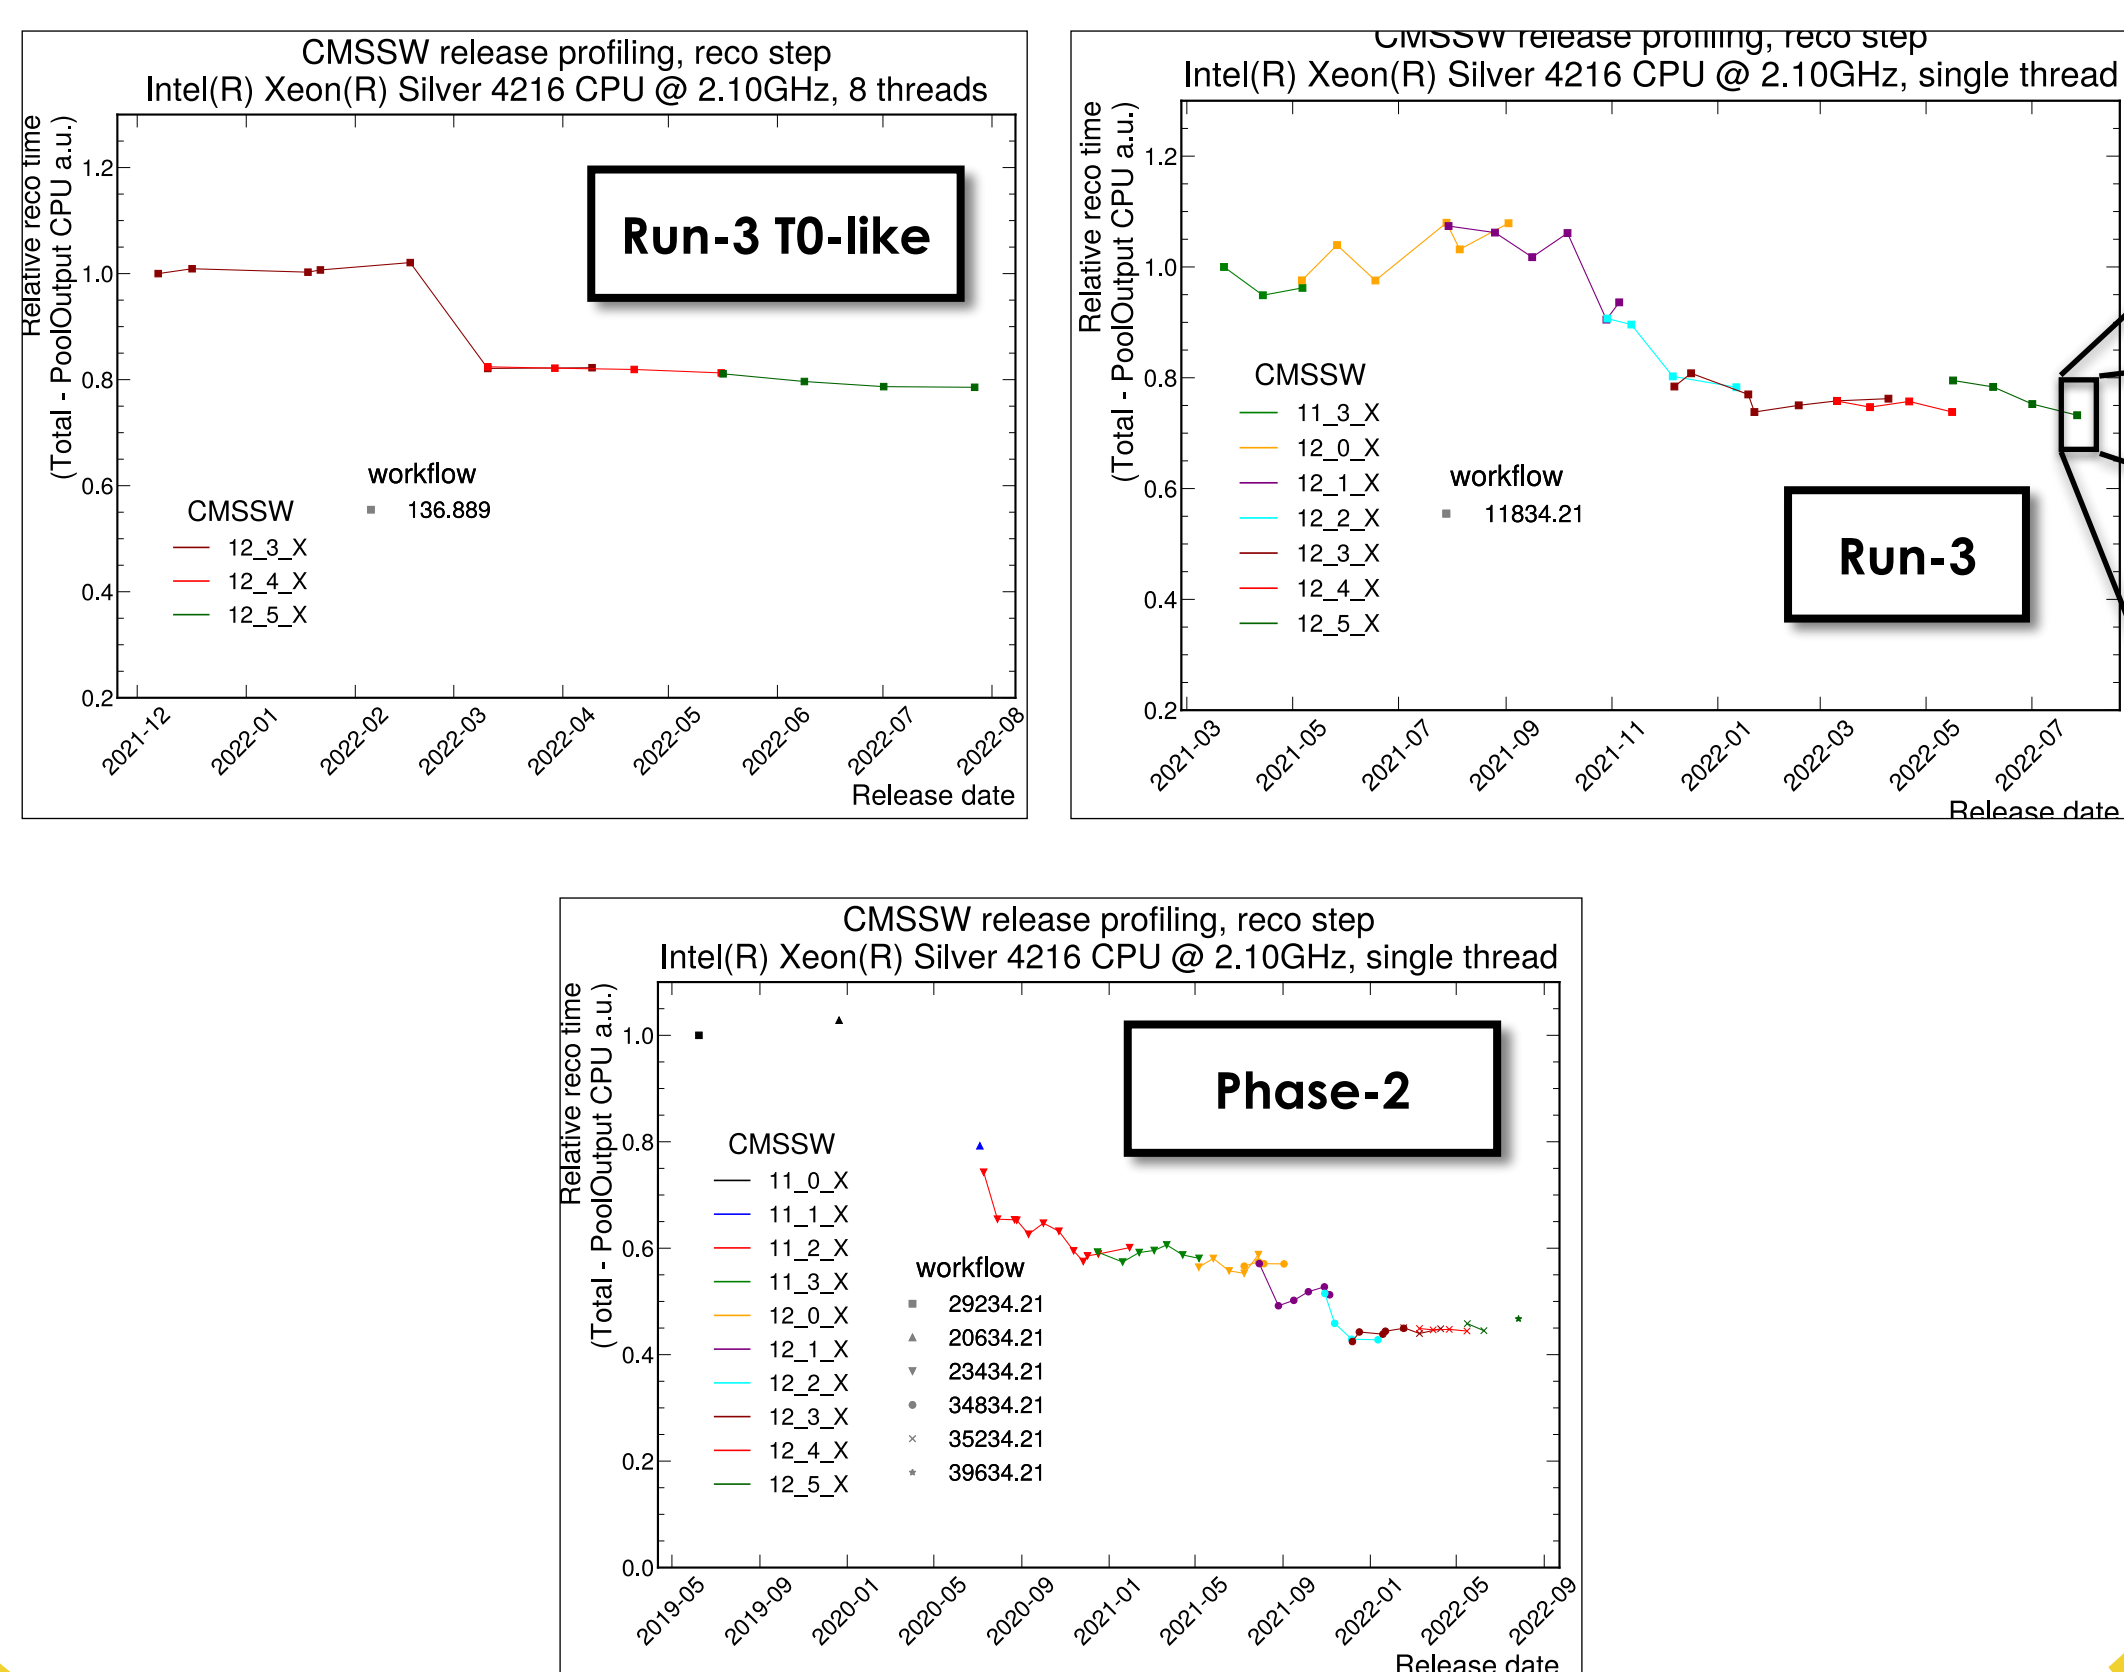 CMSSW release profiling, reco step
Intel(R) Xeon(R) Silver 4216 CPU @ 2.10GHz, 8 threads
Relative reco time
(Total - PoolOutput CPU a.u.)
1.2
1.0
0.8
0.6
0.4
0.2
Run-3 T0-like
workflow
136.889
CMSSW
12_3_X
12_4_X
12_5_X
2021-12
2022-01
2022-02
2022-03
2022-04
2022-05
2022-06
2022-07
2022-08
Release date
CMSSW release profiling, reco step
Intel(R) Xeon(R) Silver 4216 CPU @ 2.10GHz, single thread
Relative reco time
(Total - PoolOutput CPU a.u.)
1.2
1.0
0.8
0.6
0.4
0.2
CMSSW
11_3_X
12_0_X
12_1_X
12_2_X
12_3_X
12_4_X
12_5_X
workflow
11834.21
Run-3
2021-03
2021-05
2021-07
2021-09
2021-11
2022-01
2022-03
2022-05
2022-07
Release date
CMSSW release profiling, reco step
Intel(R) Xeon(R) Silver 4216 CPU @ 2.10GHz, single thread
Relative reco time
(Total - PoolOutput CPU a.u.)
1.0
0.8
0.6
0.4
0.2
0.0
Phase-2
CMSSW
11_0_X
11_1_X
11_2_X
11_3_X
12_0_X
12_1_X
12_2_X
12_3_X
12_4_X
12_5_X
workflow
29234.21
20634.21
23434.21
34834.21
35234.21
39634.21
2019-05
2019-09
2020-01
2020-05
2020-09
2021-01
2021-05
2021-09
2022-01
2022-05
2022-09
Release date